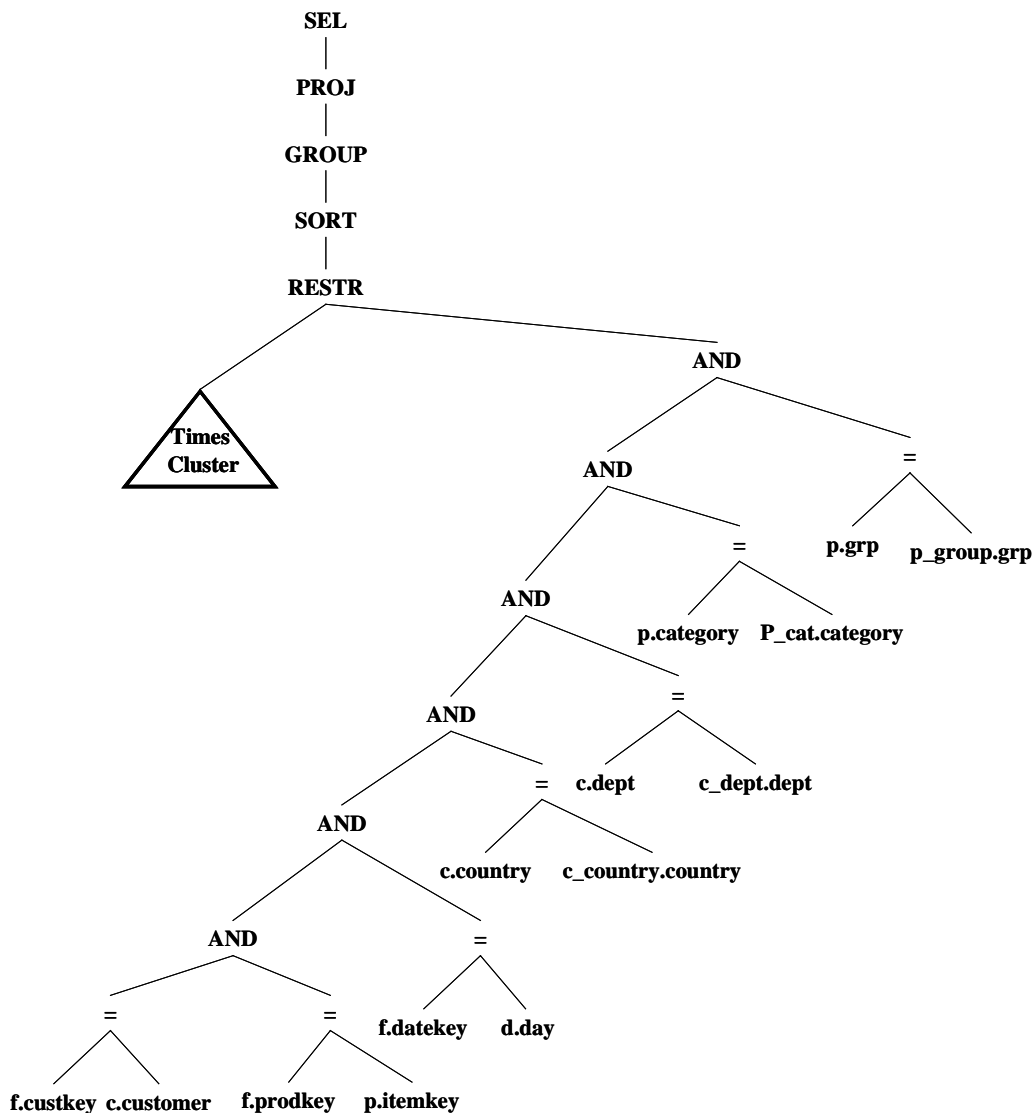 SEL
PROJ
GROUP
SORT
RESTR
AND
Times
Cluster
AND
=
p.grp
p_group.grp
=
AND
p.category
P_cat.category
=
AND
c.dept
c_dept.dept
=
AND
c.country
c_country.country
AND
=
=
=
f.datekey
d.day
f.custkey
c.customer
f.prodkey
p.itemkey